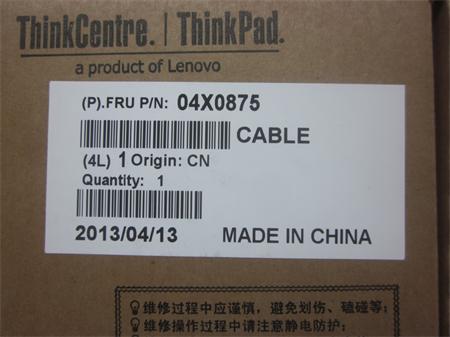 ThinkCentre. | ThinkPad.
a product of Lenovo
(P).FRU P/N: 04X0875
CABLE
(4L) 1 Origin: CN
Quantity: 1
2013/04/13 MADE IN CHINA
维修过程中应谨慎，避免划伤、磕碰等；
维修操作过程中请注意静电防护；